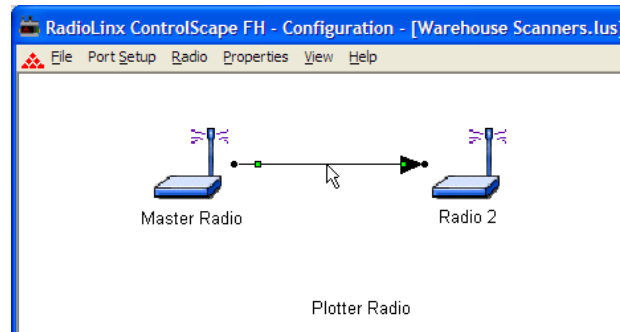 RadioLinx ControlScape FH - Configuration - [Warehouse Scanners.lus]
File Port Setup Radio Properties View Help
Master Radio
Radio 2
Plotter Radio